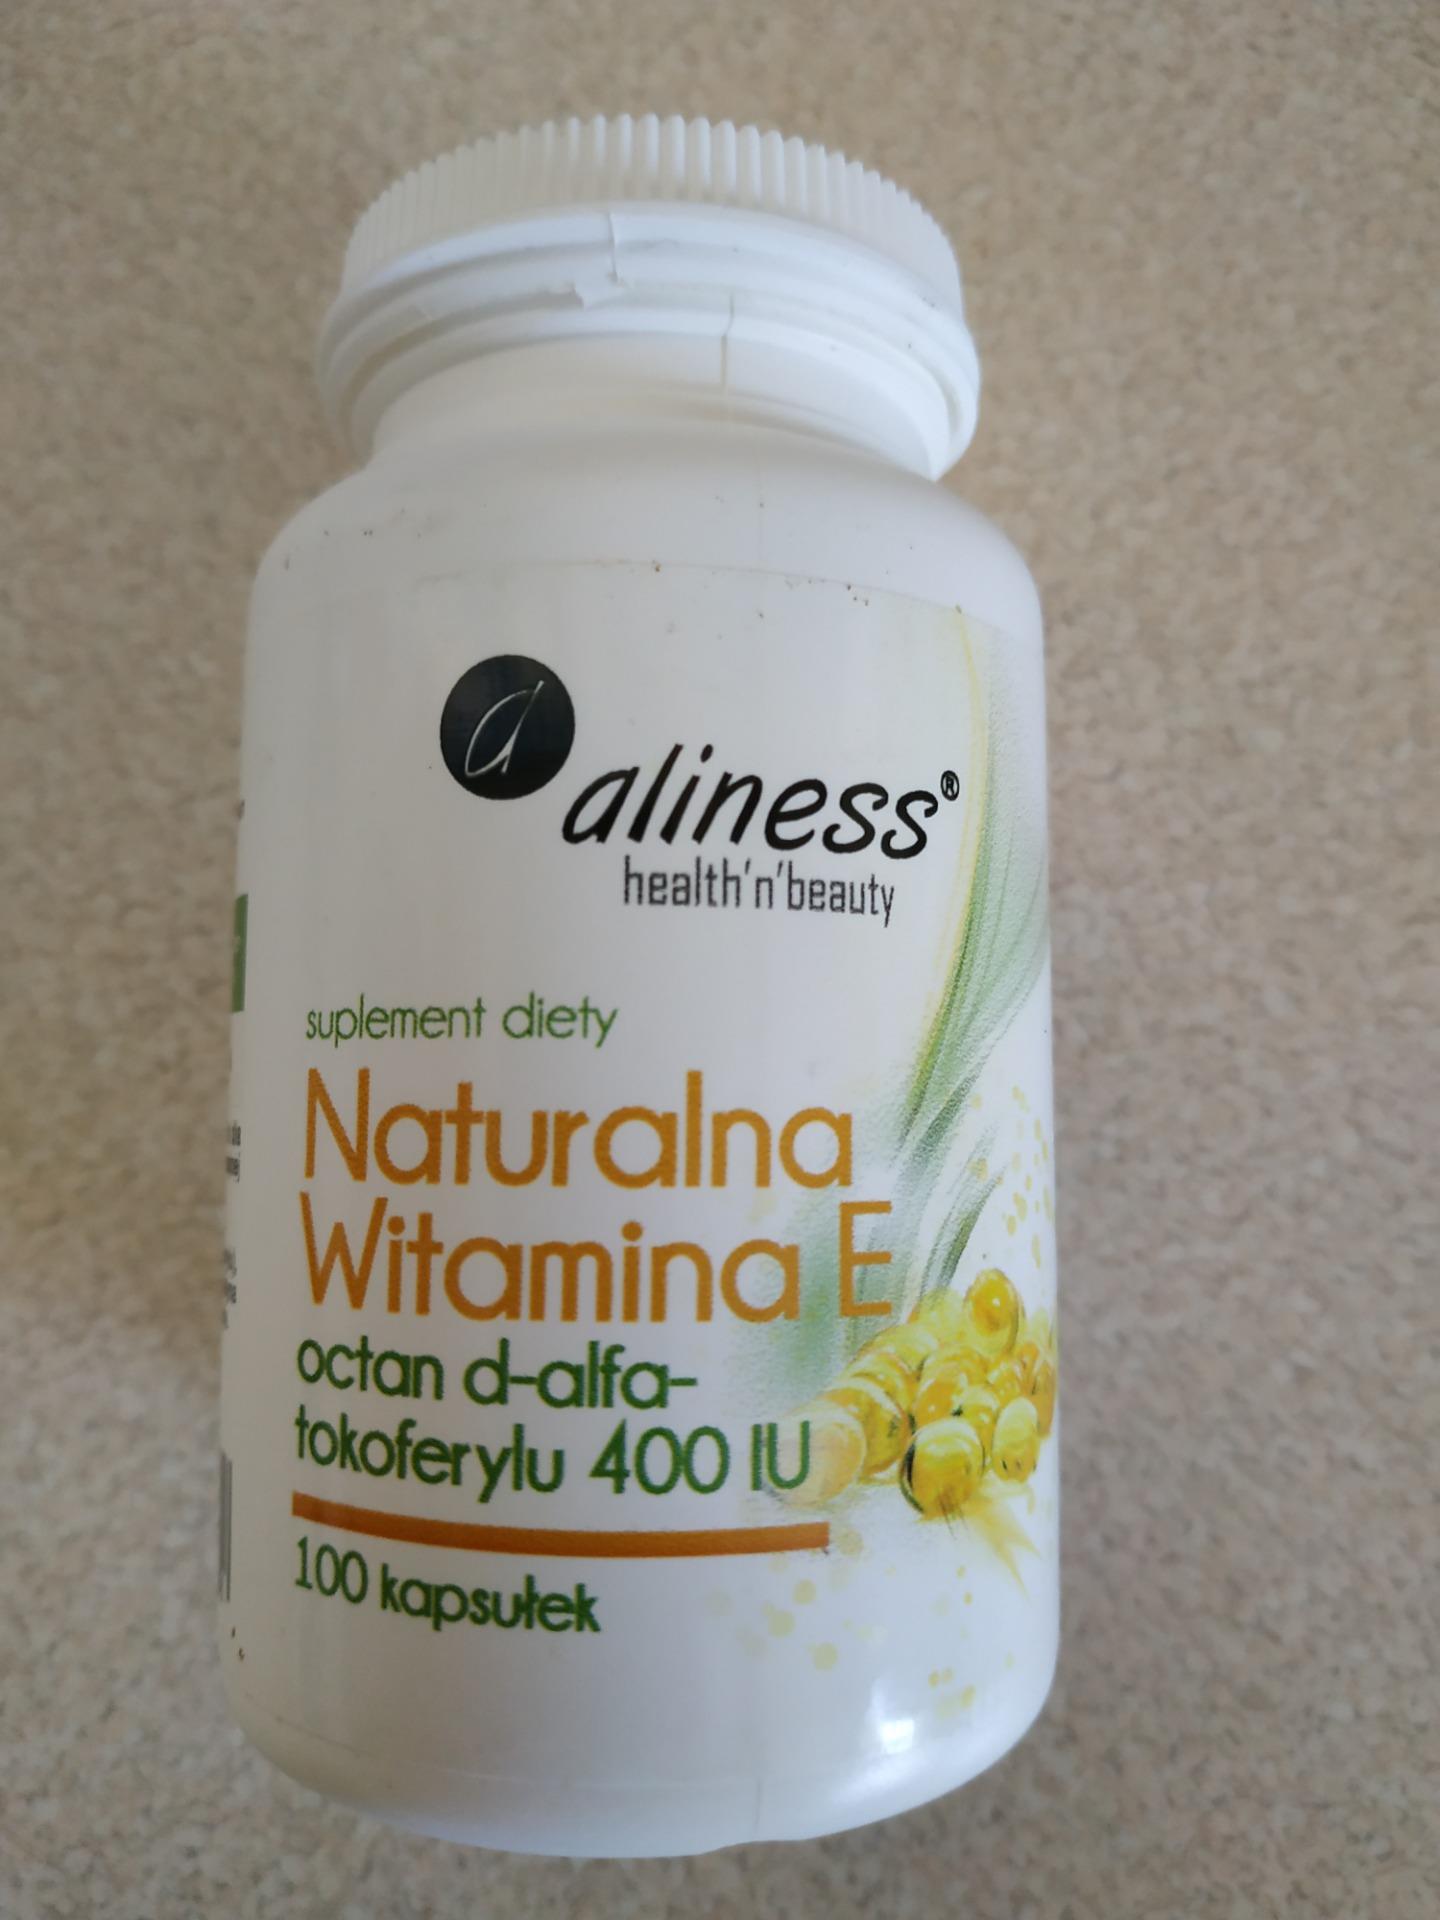 aliness®
health'n'beauty
suplement diety
Naturalna
Witamina E
octan d-alfa-
tokoferylu 400 IU
100 kapsułek